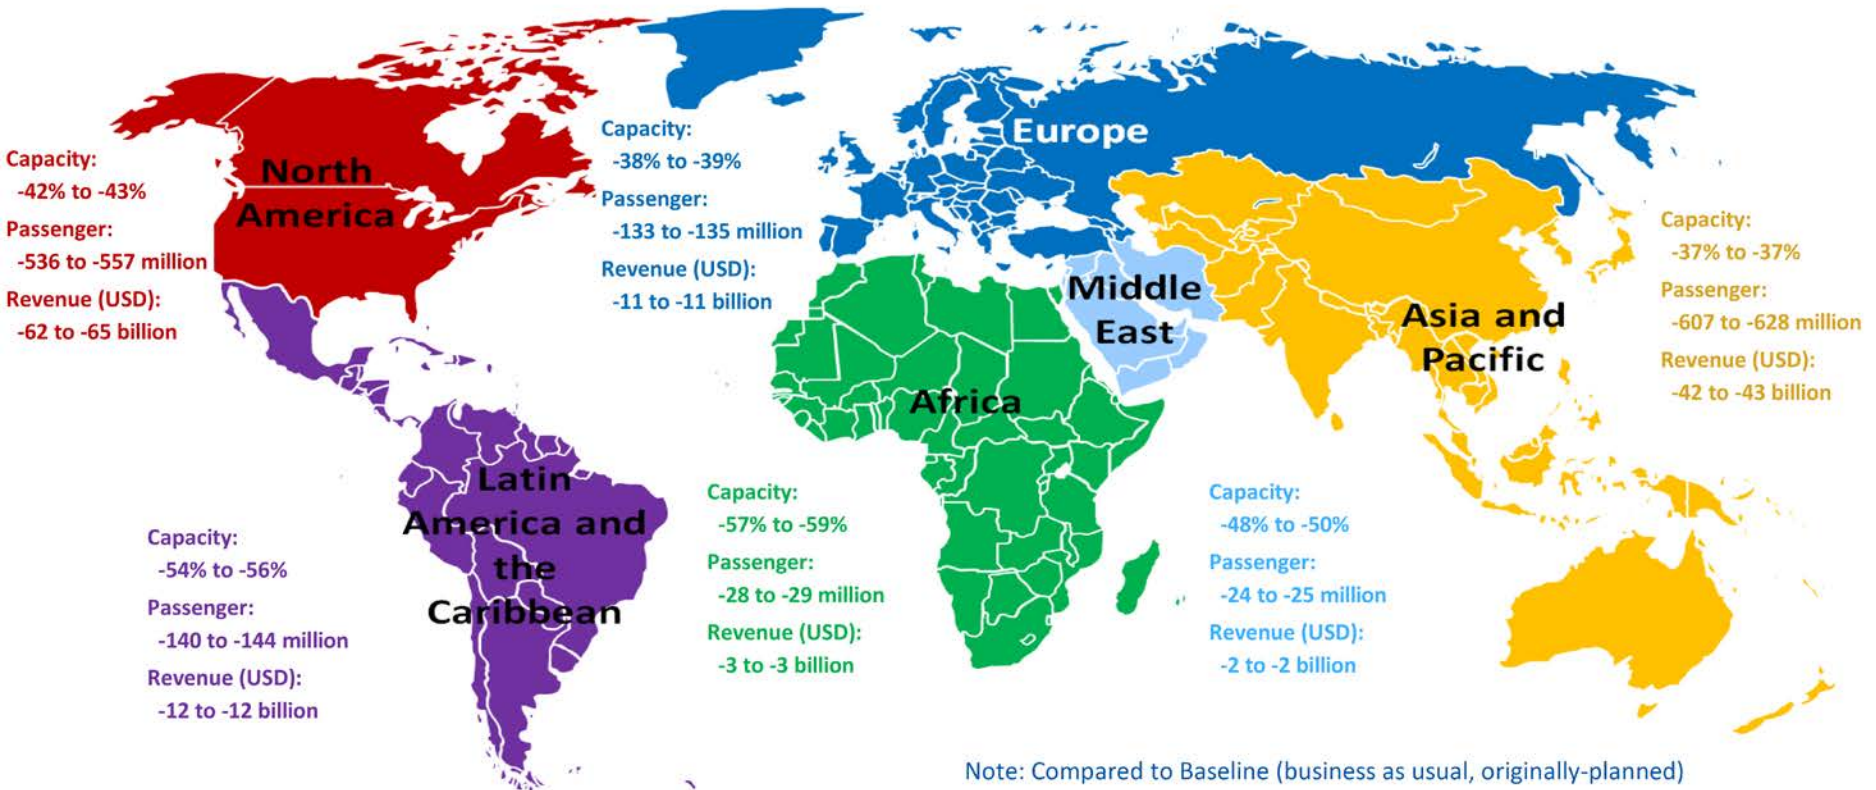 Capacity:
-42% to -43%
Passenger:
-536 to -557 million
Revenue (USD):
-62 to -65 billion
North
America
Capacity:
-38% to -39%
Passenger:
-133 to -135 million
Revenue (USD):
-11 to -11 billion
Europe
Middle
East
Asia and
Pacific
Capacity:
-37% to -37%
Passenger:
-607 to -628 million
Revenue (USD):
-42 to -43 billion
Africa
Latin
America and
the
Caribbean
Capacity:
-54% to -56%
Passenger:
-140 to -144 million
Revenue (USD):
-12 to -12 billion
Capacity:
-57% to -59%
Passenger:
-28 to -29 million
Revenue (USD):
-3 to -3 billion
Capacity:
-48% to -50%
Passenger:
-24 to -25 million
Revenue (USD):
-2 to -2 billion
Note: Compared to Baseline (business as usual, originally-planned)